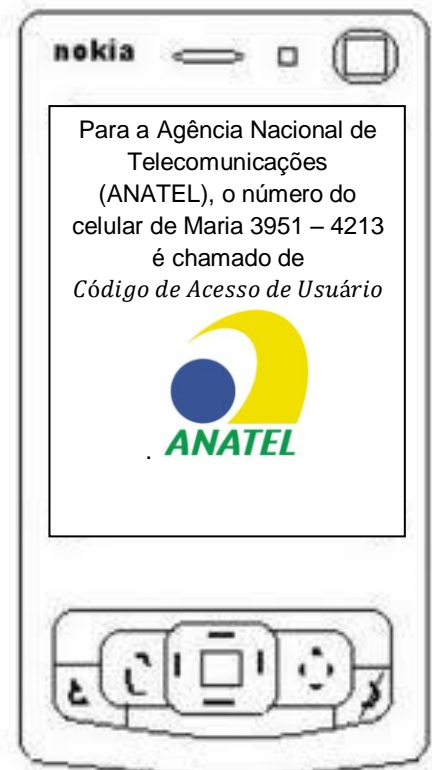 nokia
Para a Agência Nacional de
Telecomunicações
(ANATEL), o número do
celular de Maria 3951 – 4213
é chamado de
Código de Acesso de Usuário
. ANATEL